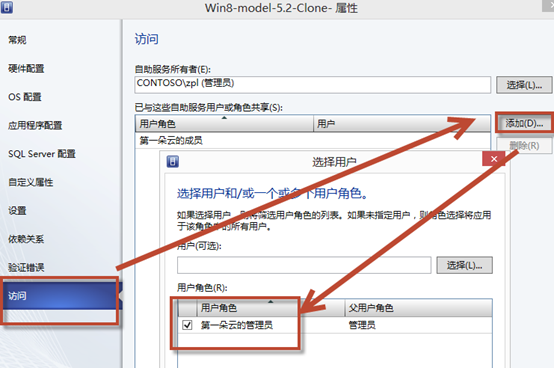 Win8-model-5.2-Clone- 属性
常规
硬件配置
OS 配置
应用程序配置
SQL Server 配置
自定义属性
设置
依赖关系
验证错误
访问
访问
自助服务所有者(E):
CONTOSO\zpl (管理员)
选择(L)...
已与这些自助服务用户或角色共享(S):
用户角色 用户
添加(D)...
第一朵云的成员
删除(R)
选择用户
选择用户和/或一个或多个用户角色。
如果选择用户，则将筛选用户角色的列表。如果未指定用户，则角色选择将应
用于该角色中的所有用户。
用户(可选):
选择(L)...
用户角色(R):
用户角色 父用户角色
第一朵云的管理员 管理员